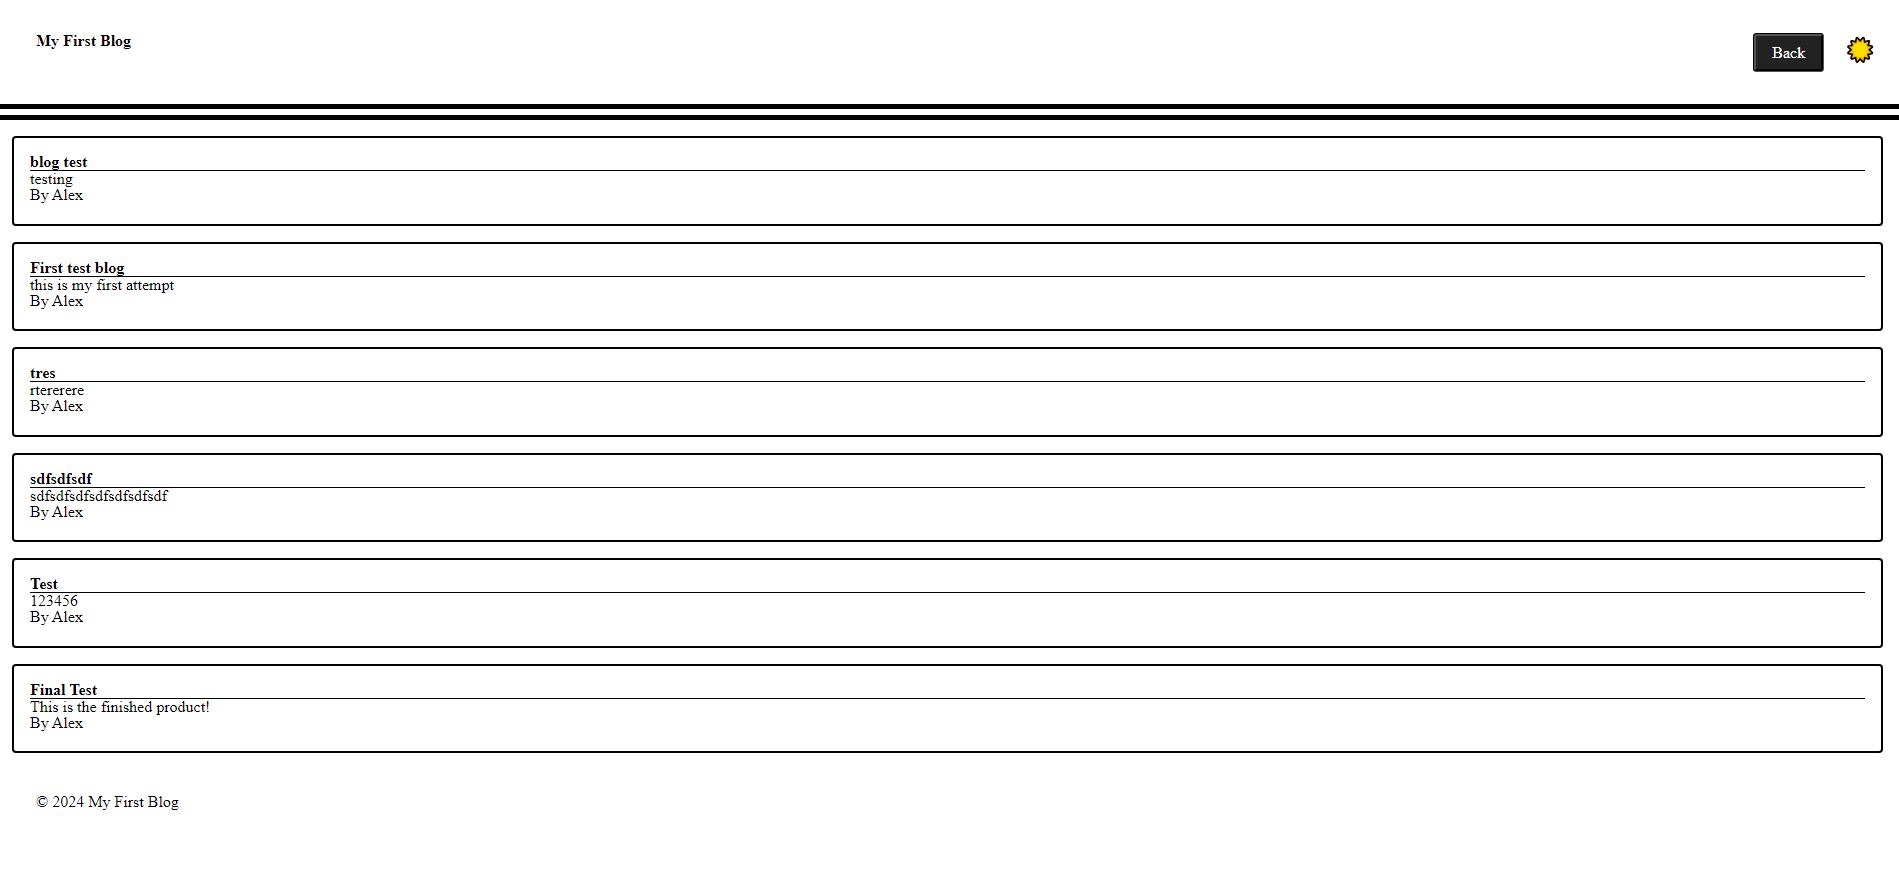 My First Blog
Back
blog test
testing
By Alex
First test blog
this is my first attempt
By Alex
tres
rtererere
By Alex
sdfsdfsdf
sdfsdfsdfsdfsdfsdfsdf
By Alex
Test
123456
By Alex
Final Test
This is the finished product!
By Alex
© 2024 My First Blog